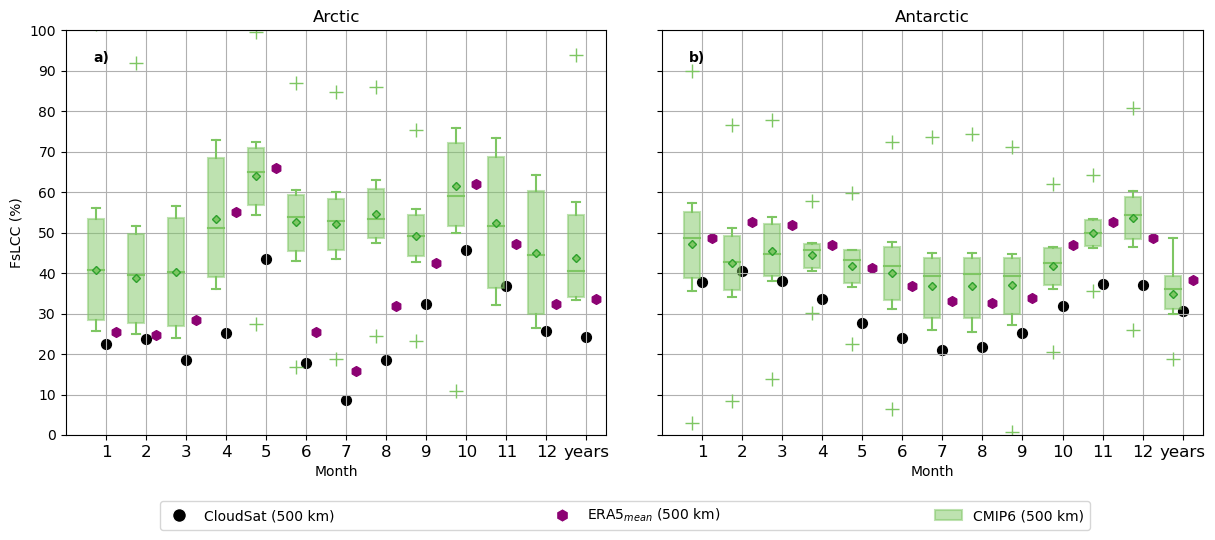 Arctic
Antarctic
a)
b)
FsLCC (%)
100
90
80
70
60
50
40
30
20
10
0
1 2 3 4 5 6 7 8 9 10 11 12 years
1 2 3 4 5 6 7 8 9 10 11 12 years
Month
Month
CloudSat (500 km)
ERA5mean (500 km)
CMIP6 (500 km)